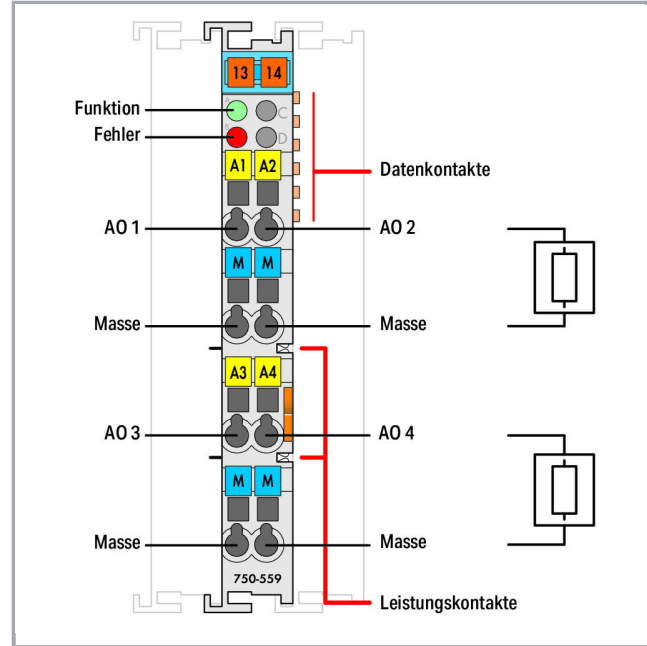 13 14
A C
Funktion
Fehler D
A1 A2
Datenkontakte
AO 1 AO 2
M M
Masse Masse
A3 A4
AO 3 AO 4
M M
Masse Masse
750-559
Leistungskontakte